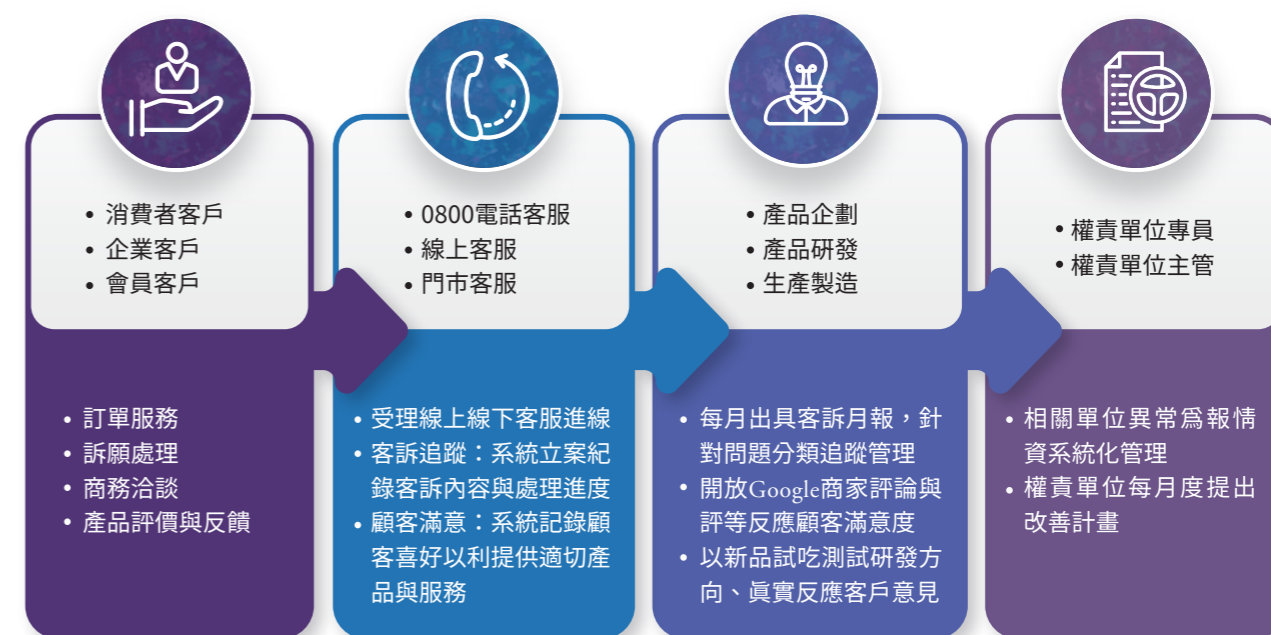 • 消費者客戶
• 企業客戶
• 會員客戶
• 訂單服務
• 訴願處理
• 商務洽談
• 產品評價與反饋
• 0800電話客服
• 線上客服
• 門市客服
• 受理線上線下客服進線
• 客訴追蹤：系統立案紀
錄客訴內容與處理進度
• 顧客滿意：系統記錄顧
客喜好以利提供適切產
品與服務
• 產品企劃
• 產品研發
• 生產製造
• 每月出具客訴月報，針
對問題分類追蹤管理
• 開放Google商家評論與
評等反應顧客滿意度
• 以新品試吃測試研發方
向、眞實反應客戶意見
• 權責單位專員
• 權責單位主管
• 相關單位異常爲報情
資系統化管理
• 權責單位每月度提出
改善計畫